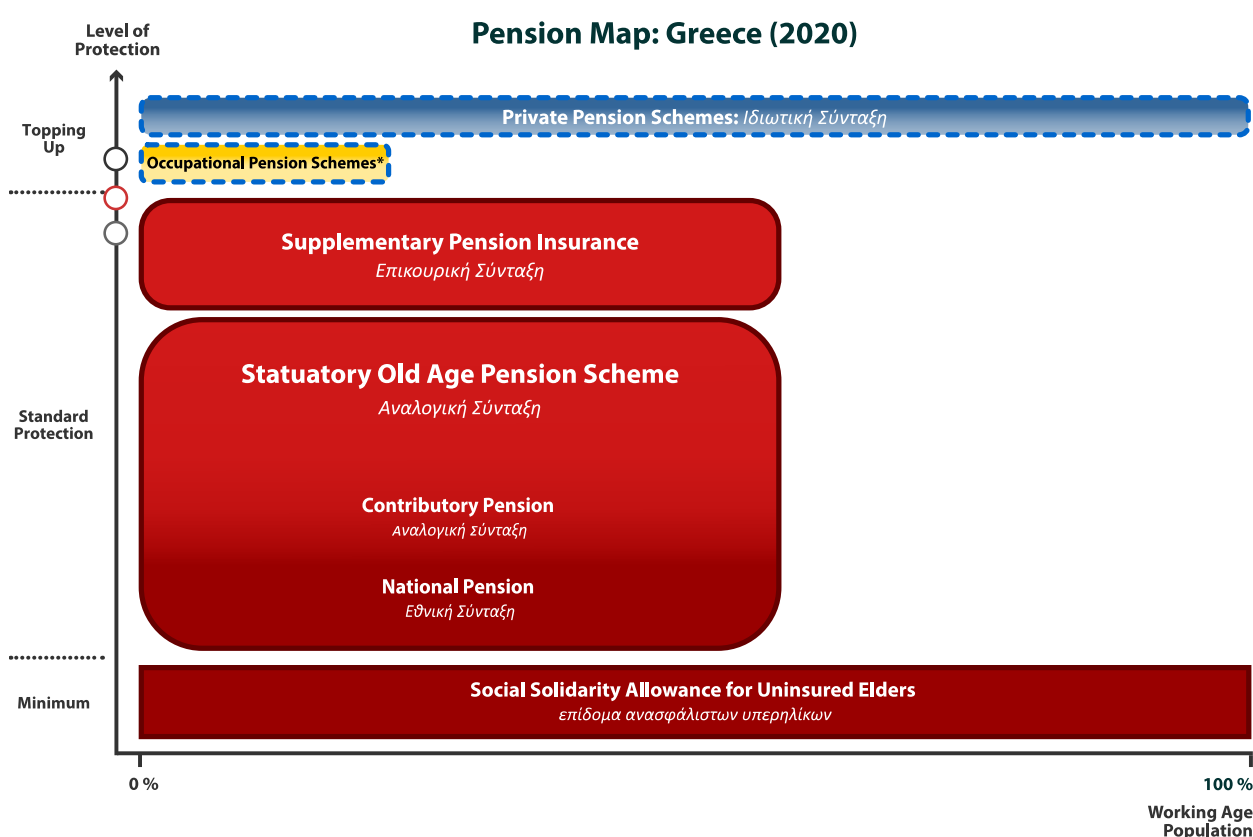 Pension Map: Greece (2020)
Level of
Protection
Topping
Up
Private Pension Schemes: Ιδιωτική Σύνταξη
Occupational Pension Schemes*
Supplementary Pension Insurance
Επικουρική Σύνταξη
Standard
Protection
Statuatory Old Age Pension Scheme
Αναλογική Σύνταξη
Contributory Pension
Αναλογική Σύνταξη
National Pension
Εθνική Σύνταξη
Minimum
Social Solidarity Allowance for Uninsured Elders
επίδομα ανασφάλιστων υπερηλίκων
0 %
100 %
Working Age
Population